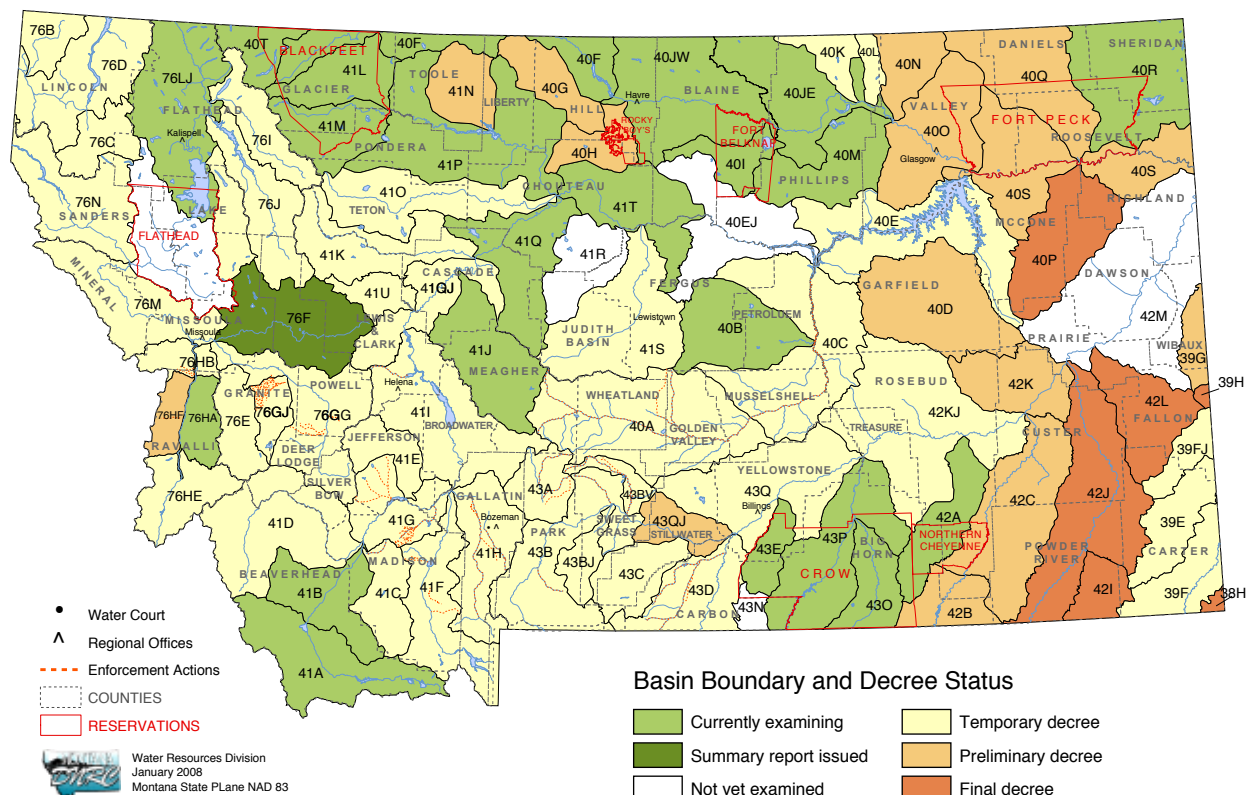 76B
76D
LINCOLN
76C
76N
SANDERS
MINERAL
76M
MISSOULA
Missoula
76LJ
FLATHEAD
Kalispell
LAKE
FLATHEAD
76I
76J
40T
BLACKFEET
41L
GLACIER
41M
PONDERA
40F
TOOLE
41N
LIBERTY
40G
HILL
40F
Havre
ROCKY
BOY'S
40H
41P
CHOUTEAU
41O
TETON
41K
41Q
41T
41R
CASCADE
41GJ
41U
LEWIS
&
CLARK
76F
40JW
BLAINE
FORT
BELKNAP
40I
40JE
40K
40L
40M
PHILLIPS
40EJ
40E
FERGUS
40N
VALLEY
40O
Glasgow
DANIELS
40Q
FORT PECK
ROOSEVELT
SHERIDAN
40R
40S
40S
RICHLAND
MCCONE
40P
DAWSON
42M
WIBAUX
39G
39H
PRAIRIE
GARFIELD
40D
40B
PETROLUEM
40C
Lewistown
41S
JUDITH
BASIN
41J
MEAGHER
WHEATLAND
MUSSELSHELL
40A
GOLDEN
VALLEY
ROSEBUD
42KJ
TREASURE
42K
CUSTER
42L
FALLON
39FJ
42J
42C
39E
CARTER
POWDER
RIVER
42I
39F
38H
76HB
76HF
76HA
RAVALLI
76HE
GRANITE
76GJ
76E
POWELL
76GG
DEER
LODGE
SILVER
BOW
Helena
41I
JEFFERSON
BROADWATER
41E
41D
41G
MADISON
GALLATIN
Bozeman
41H
41F
41C
BEAVERHEAD
41B
41A
43A
PARK
43B
43BJ
43BV
SWEET
GRASS
43QJ
STILLWATER
43C
43D
CARBON
YELLOWSTONE
43Q
Billings
43E
43N
43P
BIG
HORN
CROW
43O
42A
NORTHERN
CHEYENNE
42B
Water Court
^ Regional Offices
Enforcement Actions
COUNTIES
RESERVATIONS
DNRC
Water Resources Division
January 2008
Montana State PLane NAD 83
Basin Boundary and Decree Status
Currently examining
Summary report issued
Not yet examined
Temporary decree
Preliminary decree
Final decree